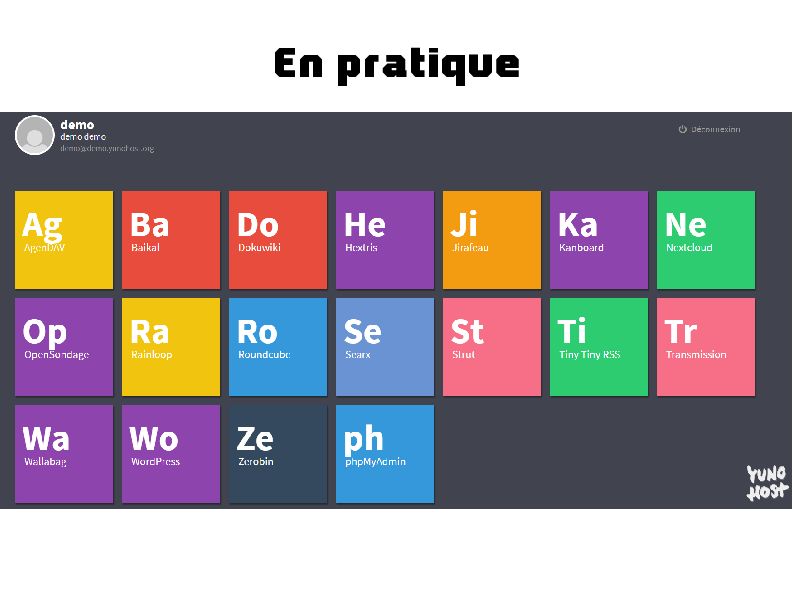 En pratique
demo
demo demo
demo@demo.yunohost.org
Déconnexion
Ag
AgenDAV
Ba
Baikal
Do
Dokuwiki
He
Hextris
Ji
Jirafeau
Ka
Kanboard
Ne
Nextcloud
Op
OpenSondage
Ra
Rainloop
Ro
Roundcube
Se
Searx
St
Strut
Ti
Tiny Tiny RSS
Tr
Transmission
Wa
Wallabag
Wo
WordPress
Ze
Zerobin
ph
phpMyAdmin
YUNO
HOST